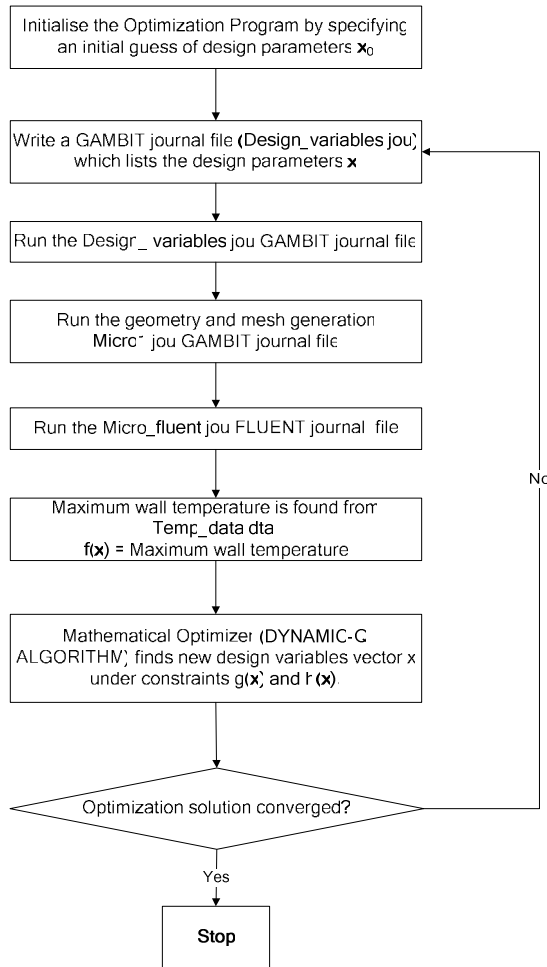 Initialise the Optimization Program by specifying
an initial guess of design parameters x0
Write a GAMBIT journal file (Design_variables jou)
which lists the design parameters x
Run the Design_ variables jou GAMBIT journal file
Run the geometry and mesh generation
jou GAMBIT journal file
Run the Micro_fluent jou FLUENT journal file
Maximum wall temperature is found from
Temp_data dta
f(x) = Maximum wall temperature
Mathematical Optimizer (DYNAMIC-Q
ALGORITHM) finds new design variables vector x
under constraints g(x) and h(x).
No
Optimization solution converged?
Yes
Stop